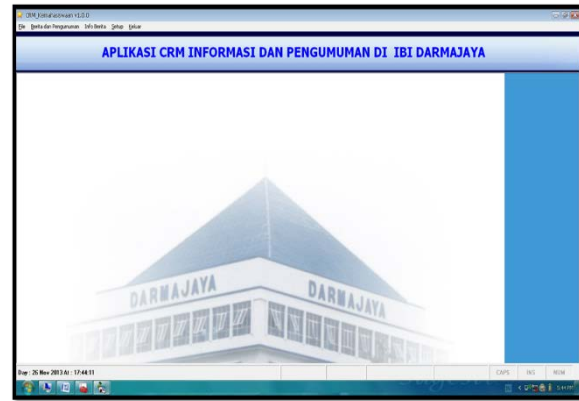 CRM_Kemahasiswaan v1.0.0
File Berita dan Pengumuman Info Berita Setup Keluar
APLIKASI CRM INFORMASI DAN PENGUMUMAN DI IBI DARMAJAYA
DARMAJAYA
DARMAJAYA
Day : 26 Nov 2013 At : 17:44:11
CAPS INS NUM